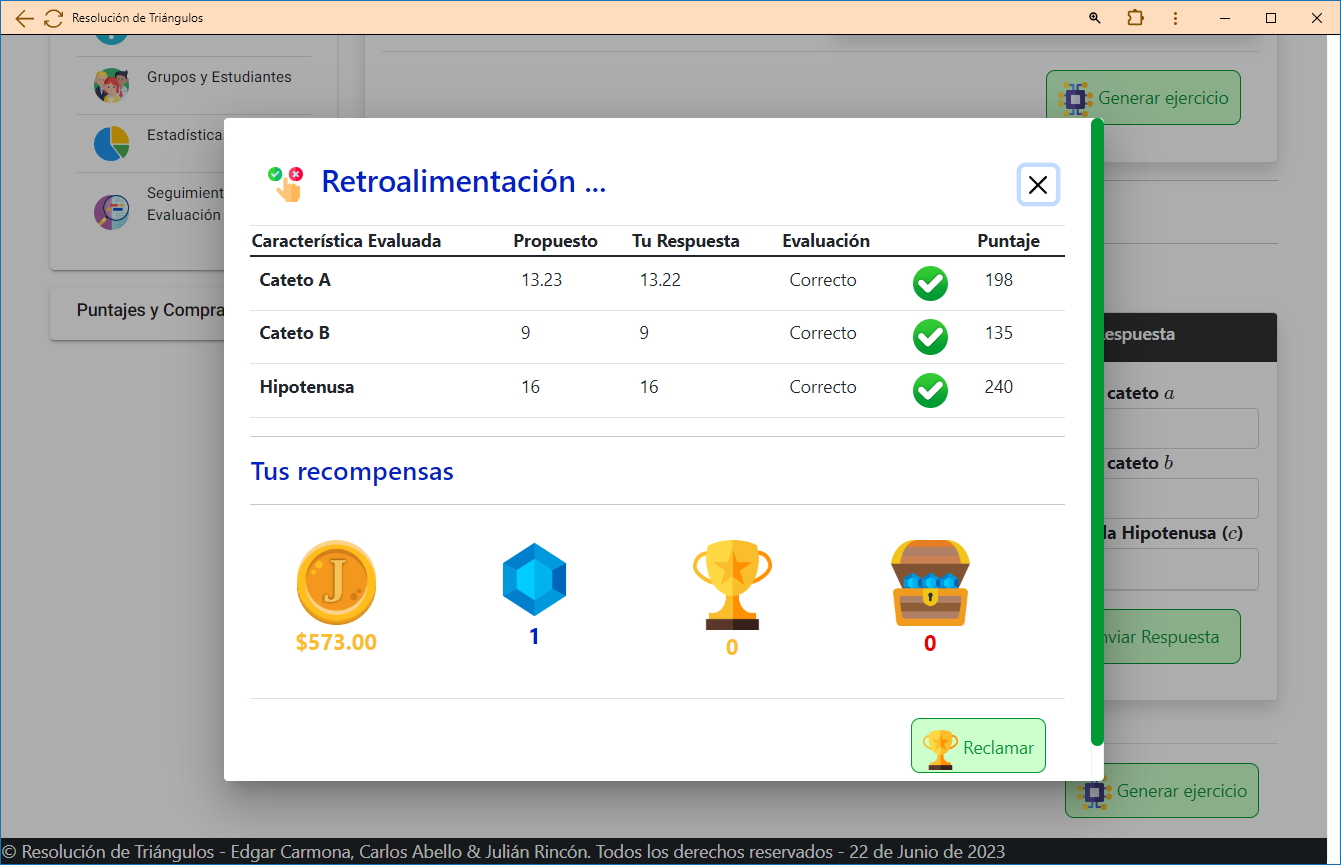 Resolución de Triángulos
Grupos y Estudiantes
Generar ejercicio
Estadística
Seguimient
Evaluación
Puntajes y Compra
Retroalimentación ...
Característica Evaluada Propuesto Tu Respuesta Evaluación Puntaje
Cateto A 13.23 13.22 Correcto 198
Cateto B 9 9 Correcto 135
Hipotenusa 16 16 Correcto 240
Tus recompensas
J
$573.00 1 0 0
Reclamar
espuesta
cateto a
cateto b
la Hipotenusa (c)
nviar Respuesta
Generar ejercicio
© Resolución de Triángulos - Edgar Carmona, Carlos Abello & Julián Rincón. Todos los derechos reservados - 22 de Junio de 2023